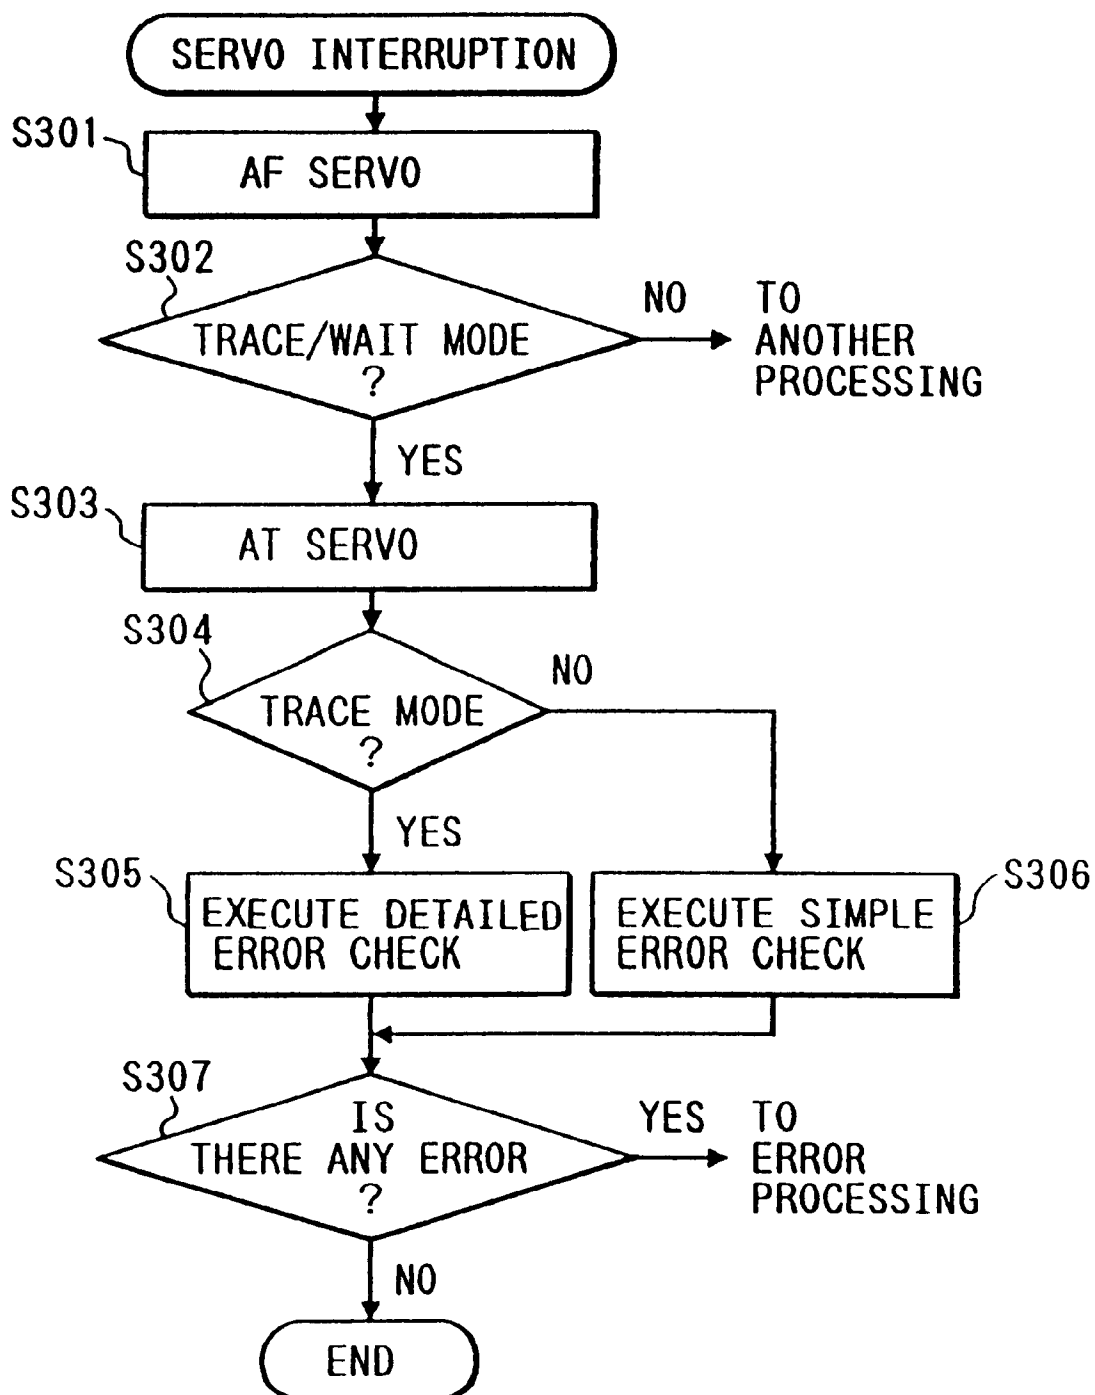 SERVO INTERRUPTION
S301
AF SERVO
S302
TRACE/WAIT MODE
?
NO
TO
ANOTHER
PROCESSING
YES
S303
AT SERVO
S304
TRACE MODE
?
NO
YES
S305
EXECUTE DETAILED
ERROR CHECK
EXECUTE SIMPLE
ERROR CHECK
S306
S307
IS
THERE ANY ERROR
?
YES
TO
ERROR
PROCESSING
NO
END